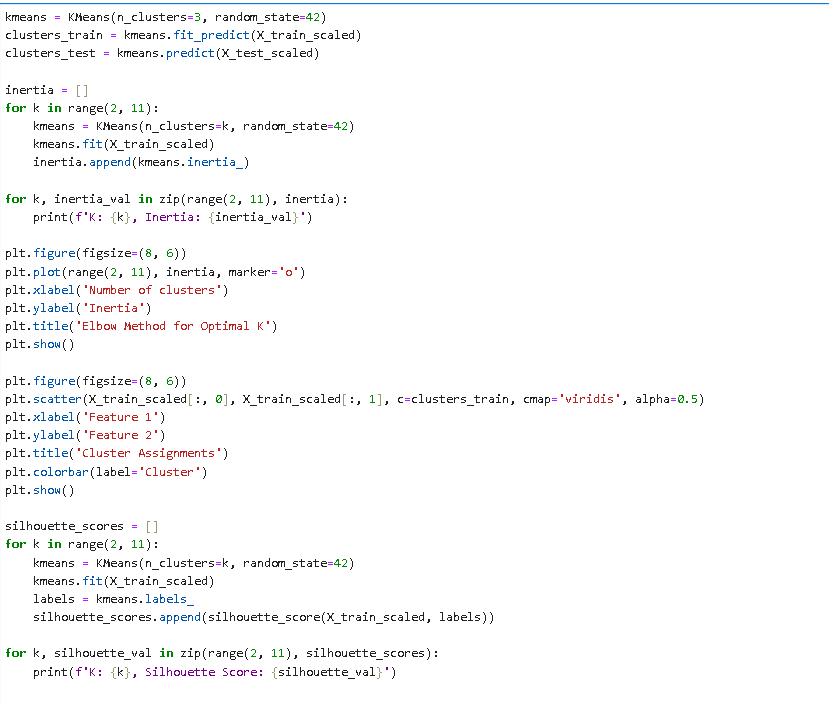 kmeans = KMeans(n_clusters=3, random_state=42)
clusters_train = kmeans.fit_predict(X_train_scaled)
clusters_test = kmeans.predict(X_test_scaled)

inertia = []
for k in range(2, 11):
    kmeans = KMeans(n_clusters=k, random_state=42)
    kmeans.fit(X_train_scaled)
    inertia.append(kmeans.inertia_)

for k, inertia_val in zip(range(2, 11), inertia):
    print(f'K: {k}, Inertia: {inertia_val}')

plt.figure(figsize=(8, 6))
plt.plot(range(2, 11), inertia, marker='o')
plt.xlabel('Number of clusters')
plt.ylabel('Inertia')
plt.title('Elbow Method for Optimal K')
plt.show()

plt.figure(figsize=(8, 6))
plt.scatter(X_train_scaled[:, 0], X_train_scaled[:, 1], c=clusters_train, cmap='viridis', alpha=0.5)
plt.xlabel('Feature 1')
plt.ylabel('Feature 2')
plt.title('Cluster Assignments')
plt.colorbar(label='Cluster')
plt.show()

silhouette_scores = []
for k in range(2, 11):
    kmeans = KMeans(n_clusters=k, random_state=42)
    kmeans.fit(X_train_scaled)
    labels = kmeans.labels_
    silhouette_scores.append(silhouette_score(X_train_scaled, labels))

for k, silhouette_val in zip(range(2, 11), silhouette_scores):
    print(f'K: {k}, Silhouette Score: {silhouette_val}')